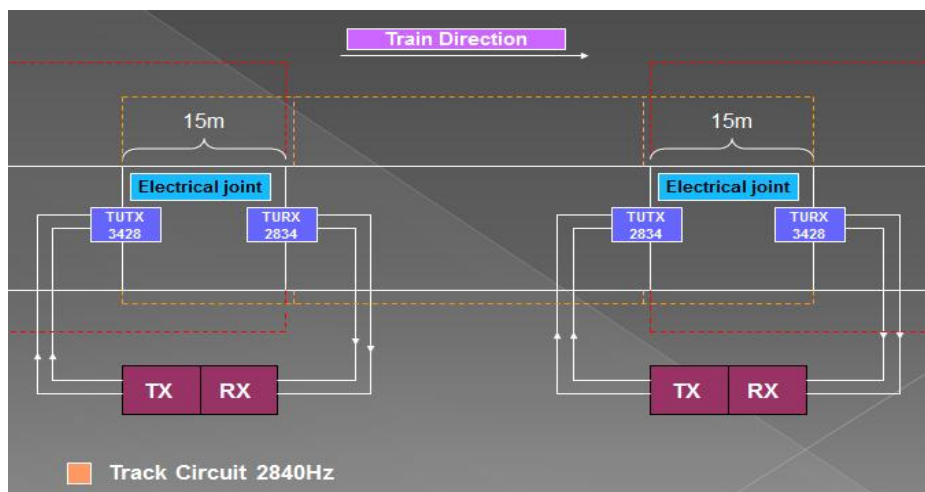 Train Direction
15m
15m
Electrical joint
Electrical joint
TUTX
3428
TURX
2834
TUTX
2834
TURX
3428
TX
RX
TX
RX
Track Circuit 2840Hz